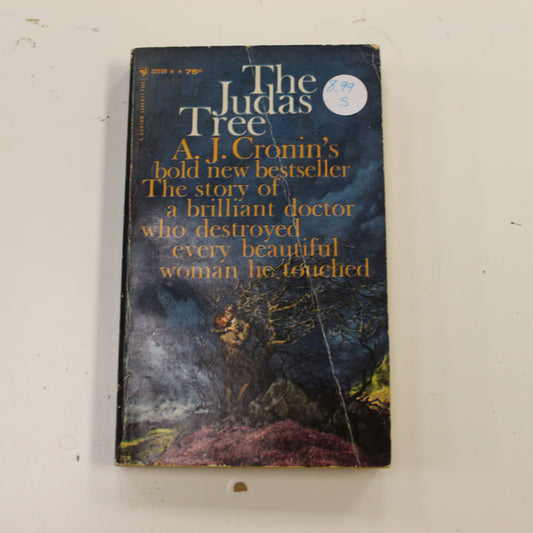 75¢
The
Judas
Tree
8.99
S
A. J. Cronin's
bold new bestseller
The story of
a brilliant doctor
who destroyed
every beautiful
woman he touched